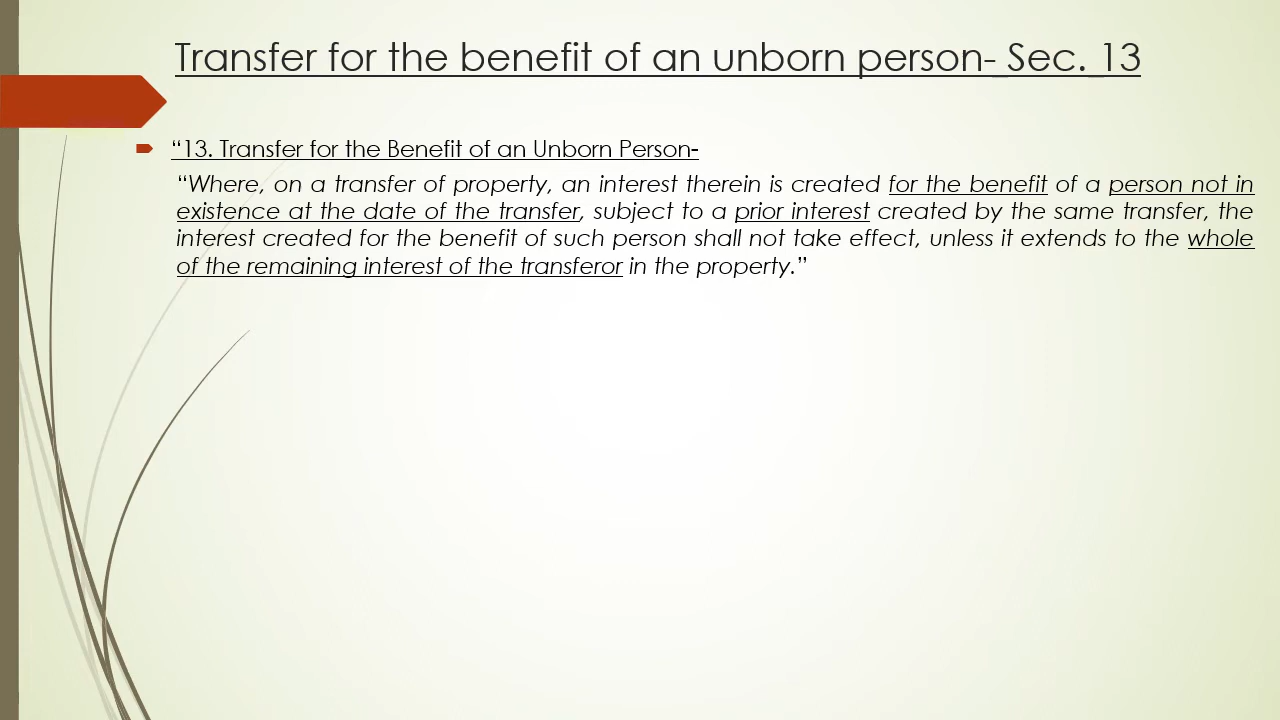 Transfer for the benefit of an unborn person- Sec. 13
“13. Transfer for the Benefit of an Unborn Person-
“Where, on a transfer of property, an interest therein is created for the benefit of a person not in
existence at the date of the transfer, subject to a prior interest created by the same transfer, the
interest created for the benefit of such person shall not take effect, unless it extends to the whole
of the remaining interest of the transferor in the property.”